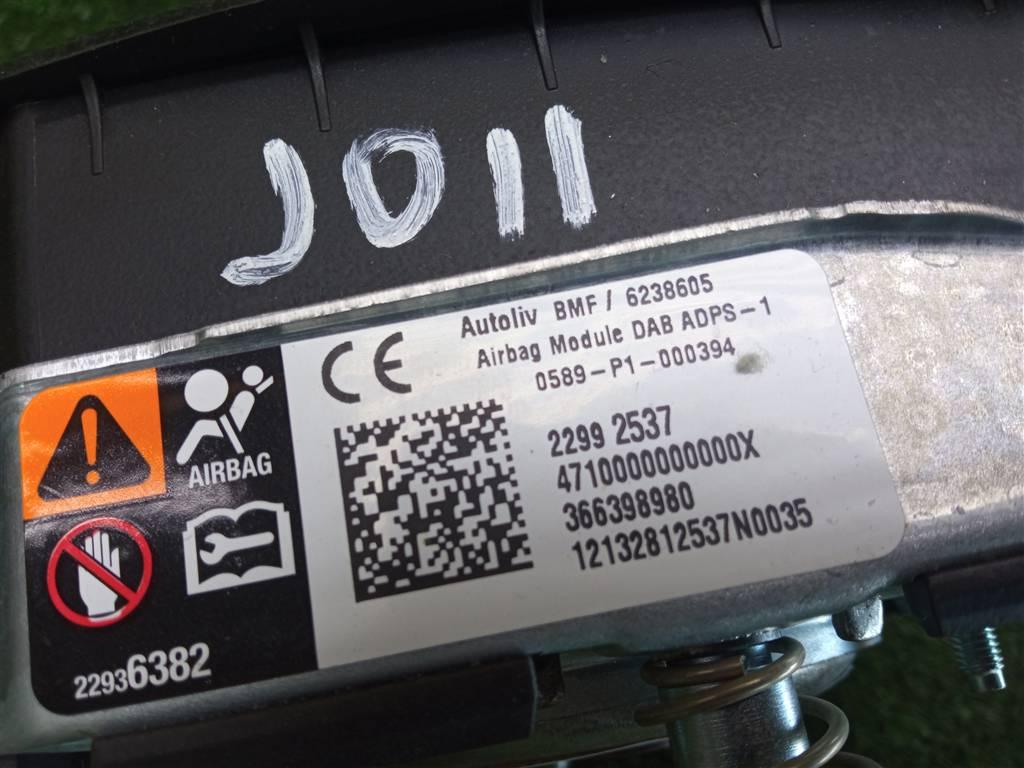 JO11
Autoliv BMF / 6238605
Airbag Module DAB ADPS-1
0589-P1-000394
CE
AIRBAG
2299 2537
4710000000000X
366398980
12132812537N0035
22936382